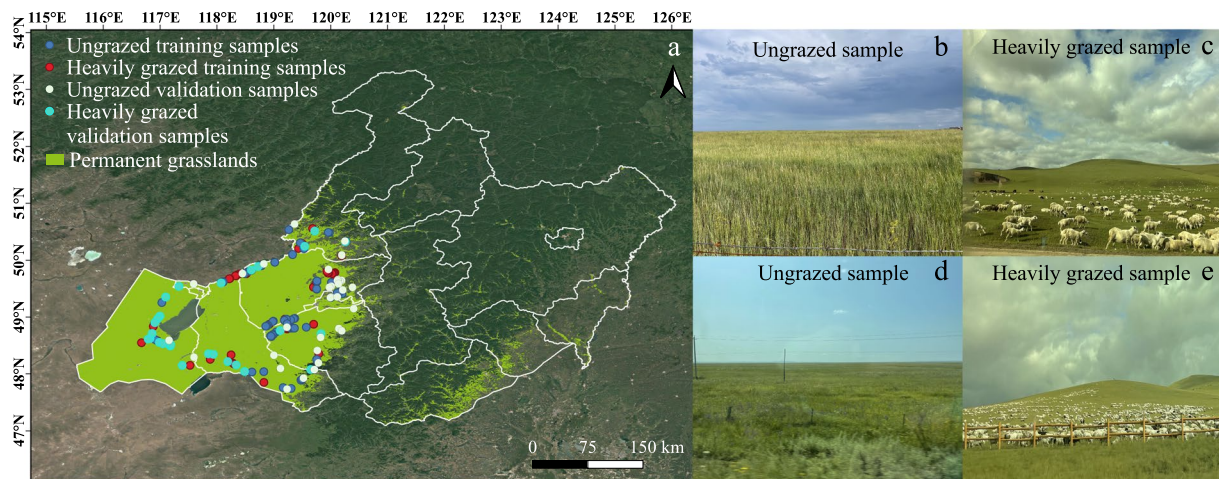 115°E 116°E 117°E 118°E 119°E 120°E 121°E 122°E 123°E 124°E 125°E 126°E
54°N
53°N
52°N
51°N
50°N
49°N
48°N
47°N
a
Ungrazed training samples
Heavily grazed training samples
Ungrazed validation samples
Heavily grazed
validation samples
Permanent grasslands
0 75 150 km
Ungrazed sample b
Heavily grazed sample c
Ungrazed sample d
Heavily grazed sample e